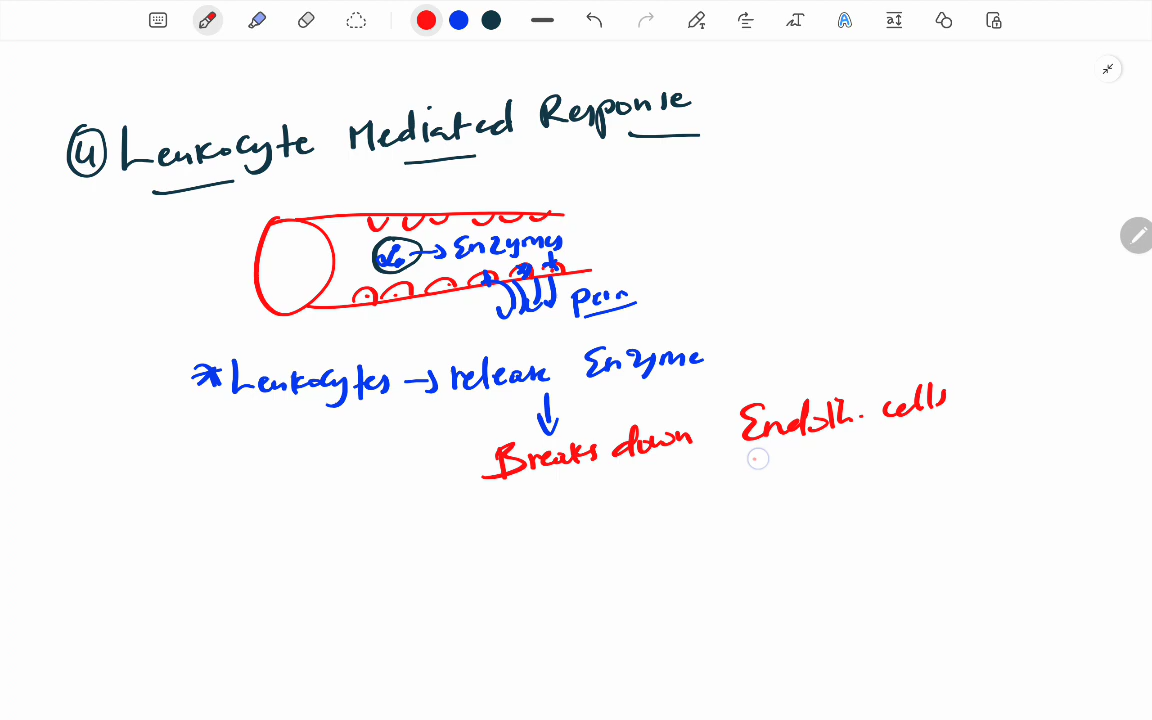 ④ Leukocyte Mediated Response
→ Enzymes
Pain
* Leukocytes → release Enzyme
↓
Breaks down Endoth. cells